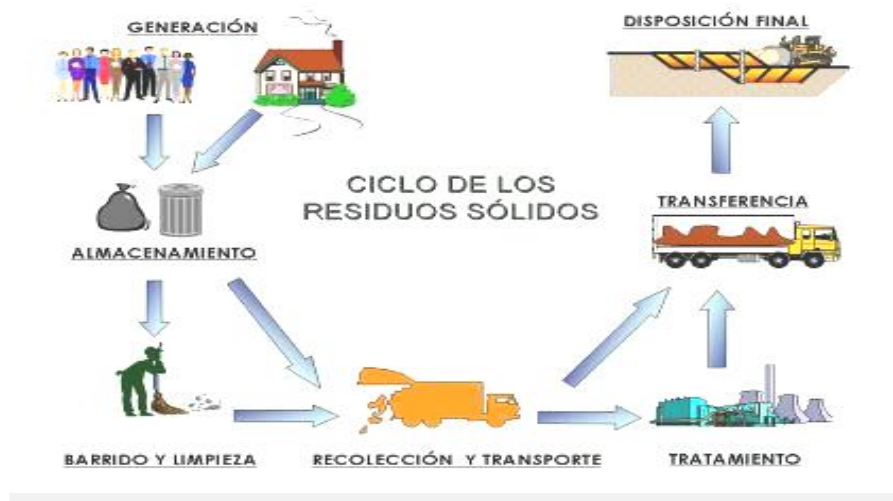 GENERACIÓN
DISPOSICIÓN FINAL
CICLO DE LOS
RESIDUOS SÓLIDOS
TRANSFERENCIA
ALMACENAMIENTO
BARRIDO Y LIMPIEZA
RECOLECCIÓN Y TRANSPORTE
TRATAMIENTO